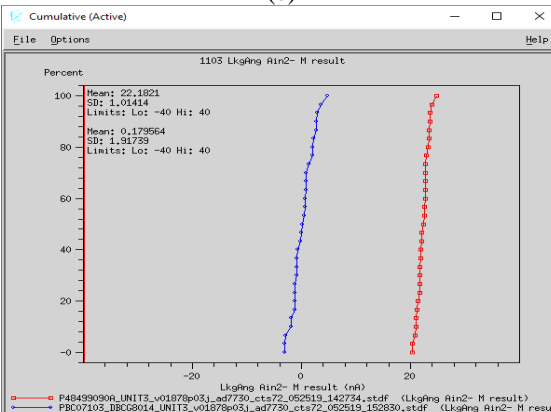 Cumulative (Active)
File Options Help
1103 LkgAng Ain2- M result
Percent
Mean: 22.1821
SD: 1.01414
Limits: Lo: -40 Hi: 40
Mean: 0.179564
SD: 1.91739
Limits: Lo: -40 Hi: 40
100
80
60
40
20
-0
-20 0 20
LkgAng Ain2- M result (nA)
P48499090A_UNIT3_v01878p03j_ad7730_cts72_052519_142734.stdf (LkgAng Ain2- M result)
PBC07103_DBCG8014_UNIT3_v01878p03j_ad7730_cts72_052519_152830.stdf (LkgAng Ain2- M resu